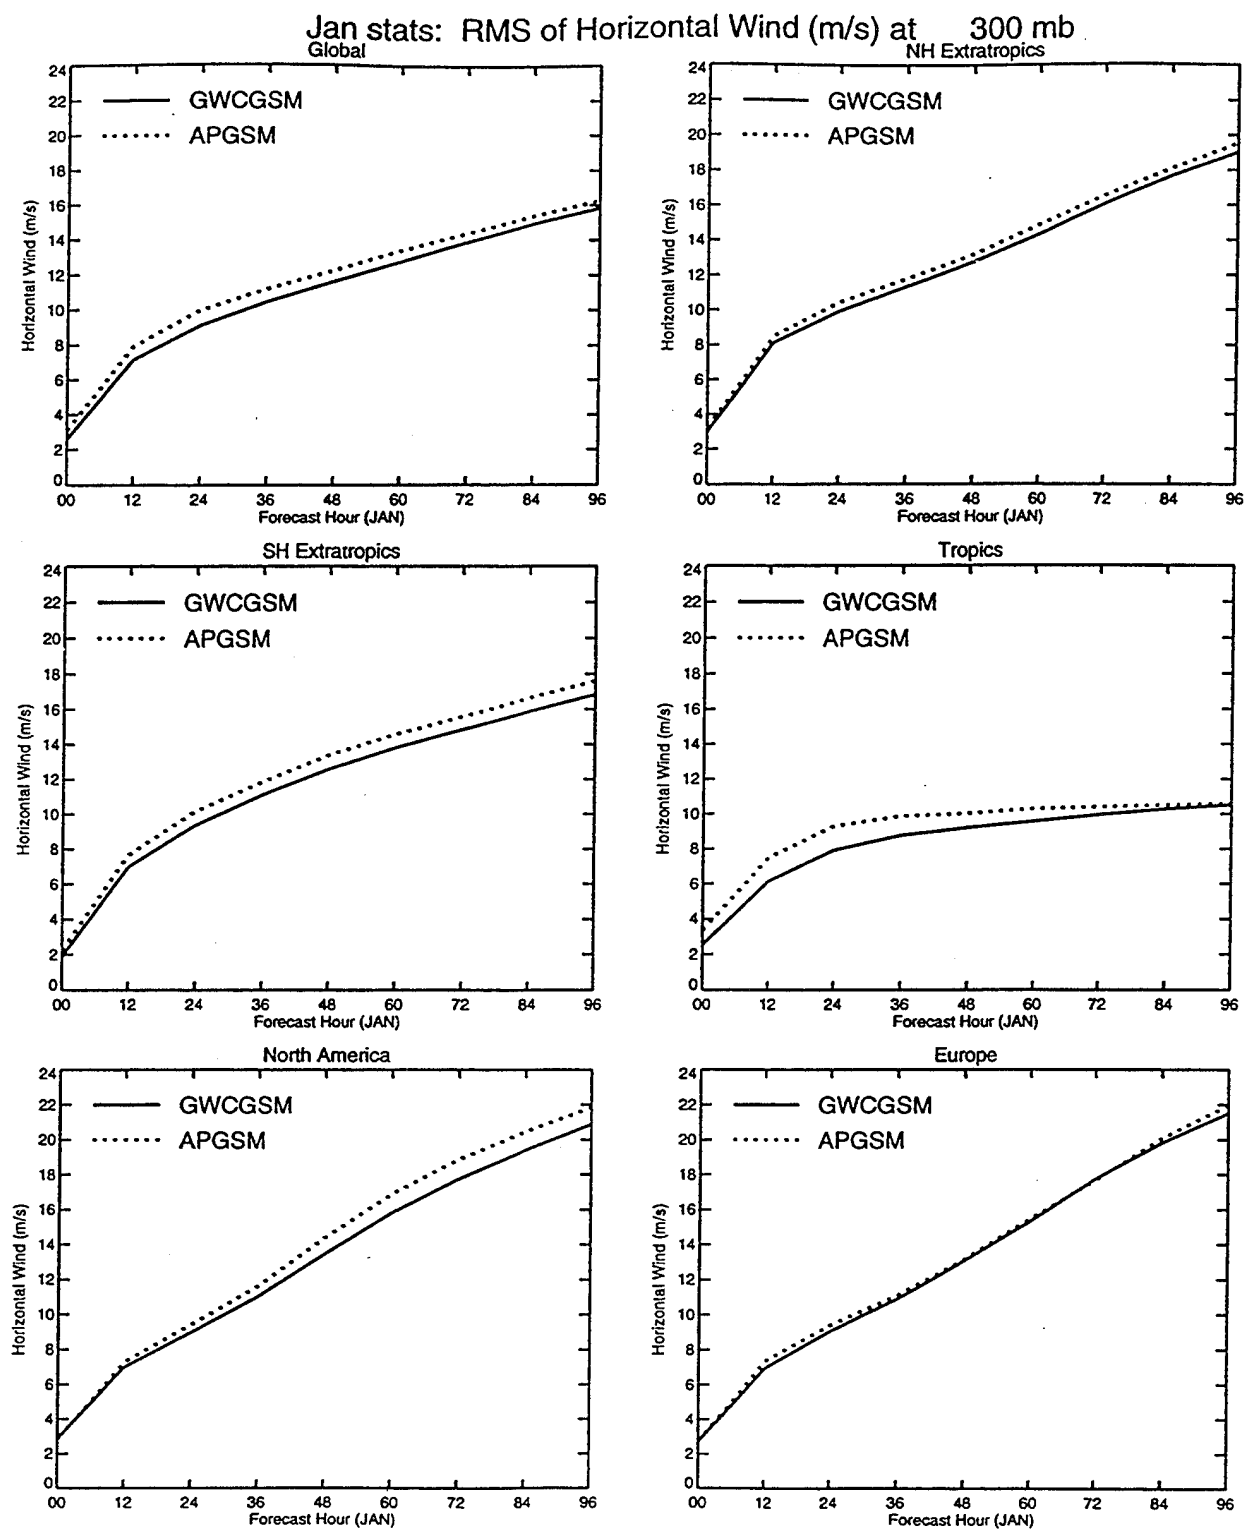 Jan stats: RMS of Horizontal Wind (m/s) at 300 mb
Global
24
22
20
18
16
14
12
10
8
6
4
2
0
Horizontal Wind (m/s)
GWCGSM
APGSM
00 12 24 36 48 60 72 84 96
Forecast Hour (JAN)
NH Extratropics
24
22
20
18
16
14
12
10
8
6
4
2
0
Horizontal Wind (m/s)
GWCGSM
APGSM
00 12 24 36 48 60 72 84 96
Forecast Hour (JAN)
SH Extratropics
24
22
20
18
16
14
12
10
8
6
4
2
0
Horizontal Wind (m/s)
GWCGSM
APGSM
00 12 24 36 48 60 72 84 96
Forecast Hour (JAN)
Tropics
24
22
20
18
16
14
12
10
8
6
4
2
0
Horizontal Wind (m/s)
GWCGSM
APGSM
00 12 24 36 48 60 72 84 96
Forecast Hour (JAN)
North America
24
22
20
18
16
14
12
10
8
6
4
2
0
Horizontal Wind (m/s)
GWCGSM
APGSM
00 12 24 36 48 60 72 84 96
Forecast Hour (JAN)
Europe
24
22
20
18
16
14
12
10
8
6
4
2
0
Horizontal Wind (m/s)
GWCGSM
APGSM
00 12 24 36 48 60 72 84 96
Forecast Hour (JAN)